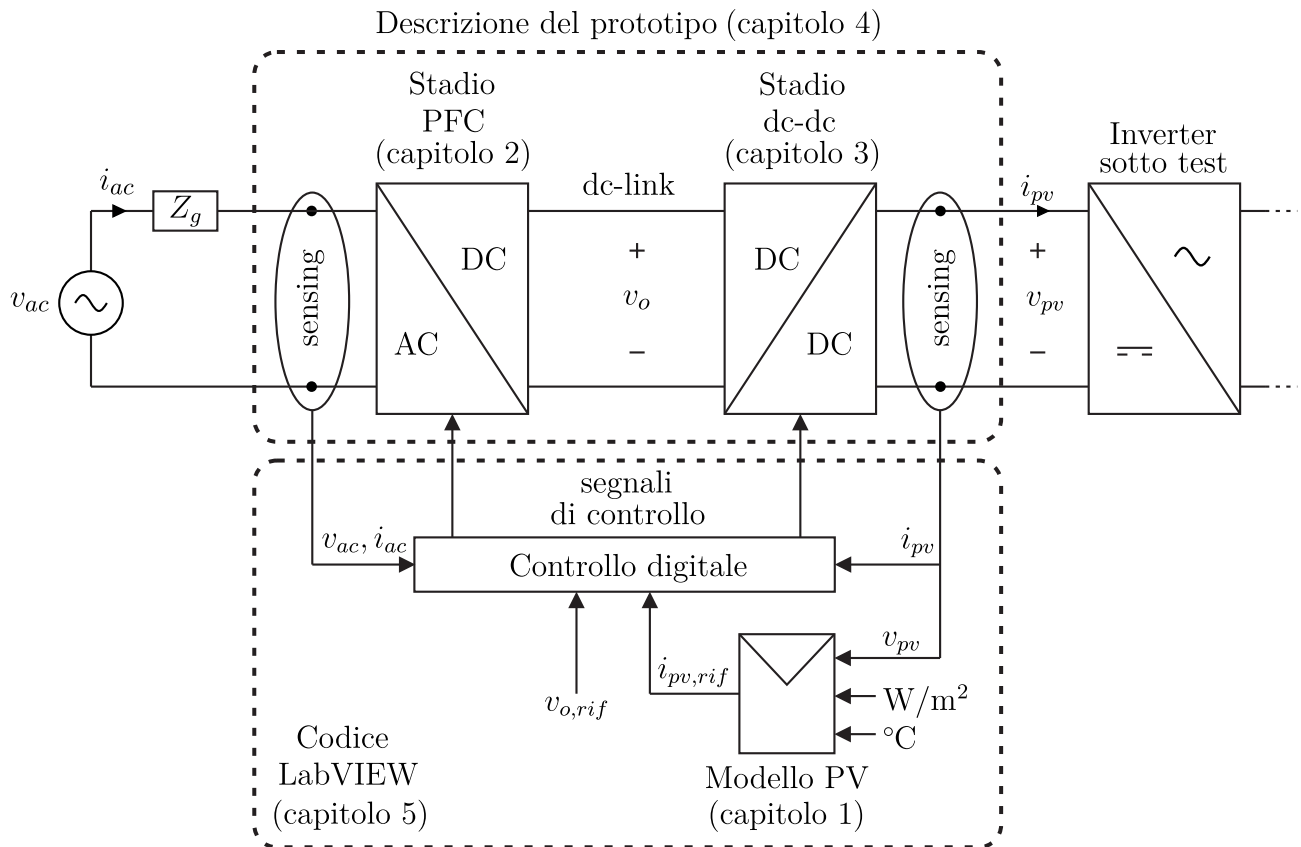 Descrizione del prototipo (capitolo 4)
Stadio
PFC
(capitolo 2)
Stadio
dc-dc
(capitolo 3)
Inverter
sotto test
i_ac
Z_g
dc-link
i_pv
v_ac
sensing
DC
AC
+
v_o
−
DC
DC
sensing
+
v_pv
−
segnali
di controllo
v_ac, i_ac
i_pv
Controllo digitale
v_pv
i_pv,rif
v_o,rif
W/m²
°C
Codice
LabVIEW
(capitolo 5)
Modello PV
(capitolo 1)